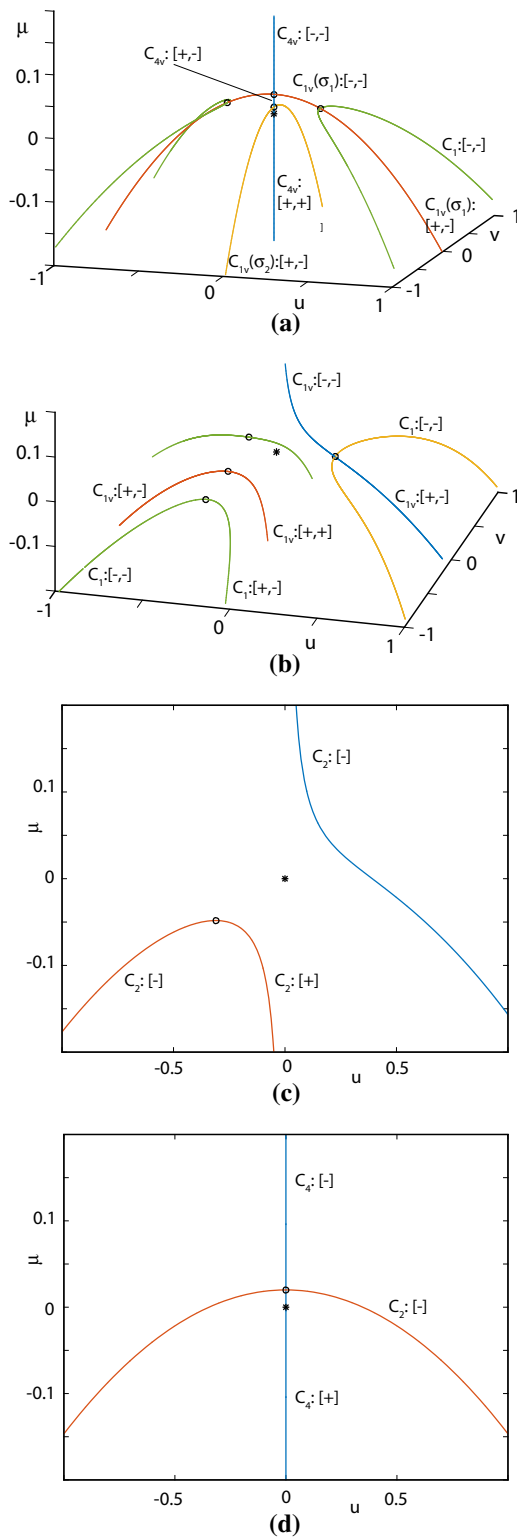 μ
0.1
0
-0.1
-1
0
u
1
-1
0
v
1
C4v: [+,-]
C4v: [-,-]
C1v(σ1):[-,-]
C1:[-,-]
C4v:
[+,+]
C1v(σ1):
[+,-]
]
C1v(σ2):[+,-]
(a)
μ
0.1
0
-0.1
-1
0
u
1
-1
0
v
1
C1v:[-,-]
C1:[-,-]
C1v:[+,-]
C1v:[+,+]
C1v:[+,-]
C1:[-,-]
C1:[+,-]
(b)
μ
0.1
0
-0.1
-0.5
0
u
0.5
C2: [-]
C2: [-]
C2: [+]
(c)
μ
0.1
0
-0.1
-0.5
0
u
0.5
C4: [-]
C2: [-]
C4: [+]
(d)